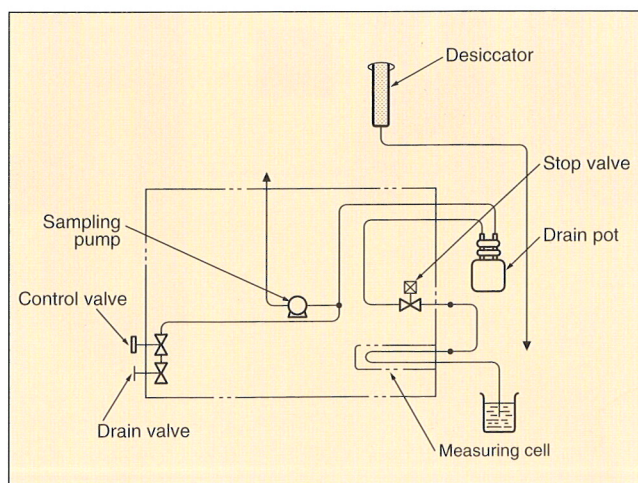 Desiccator
Stop valve
Sampling
pump
Drain pot
Control valve
Drain valve
Measuring cell